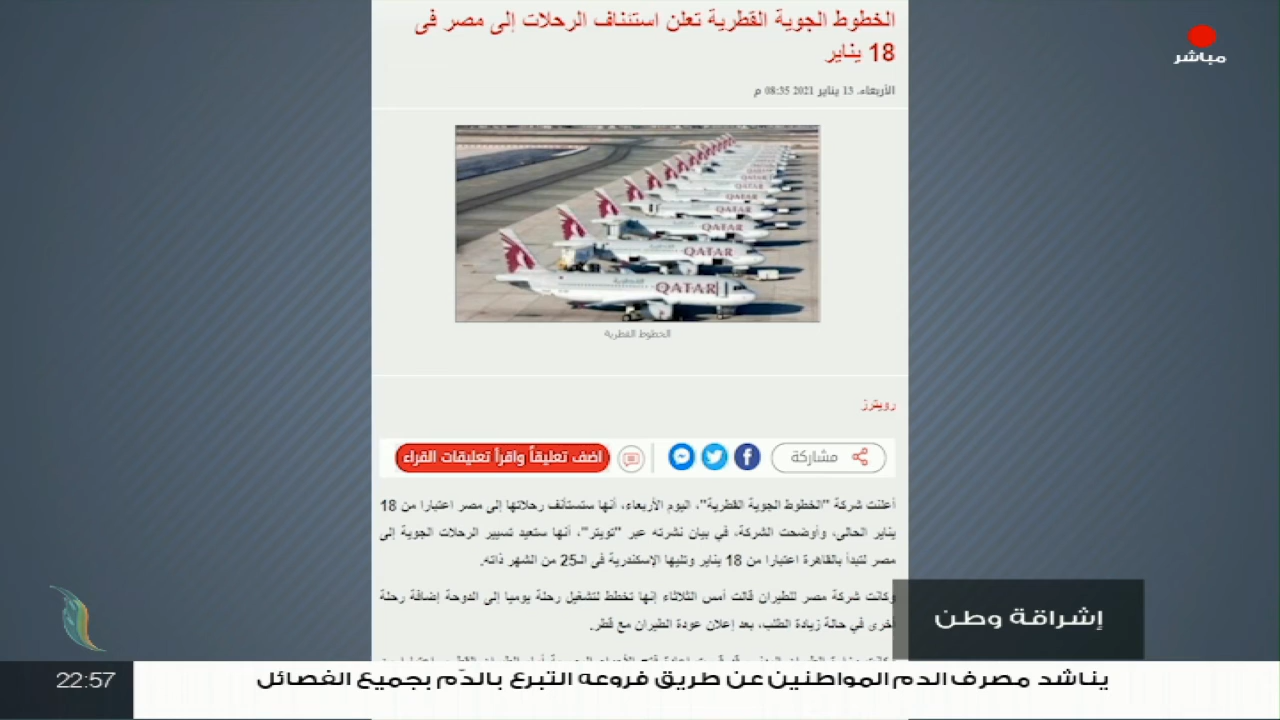 الخطوط الجوية القطرية تعلن استئناف الرحلات إلى مصر فى
18 يناير
مباشر
الأربعاء، 13 يناير 2021 08:35 م
QATAR
QATAR
QATAR
QATAR
الخطوط القطرية
رويترز
مشاركة
اضف تعليقاً واقرأ تعليقات القراء
أعلنت شركة "الخطوط الجوية القطرية"، اليوم الأربعاء، أنها ستستأنف رحلاتها إلى مصر اعتبارا من 18
يناير الحالى، وأوضحت الشركة، في بيان نشرته عبر "تويتر"، أنها ستعيد تسيير الرحلات الجوية إلى
مصر لتبدأ بالقاهرة اعتبارا من 18 يناير وتليها الإسكندرية فى الـ25 من الشهر ذاته.
وكانت شركة مصر للطيران قالت أمس الثلاثاء إنها تخطط لتشغيل رحلة يوميا إلى الدوحة إضافة رحلة
أخرى في حالة زيادة الطلب، بعد إعلان عودة الطيران مع قطر.
إشراقة وطن
22:57
يناشد مصرف الدم المواطنين عن طريق فروعه التبرع بالدّم بجميع الفصائل